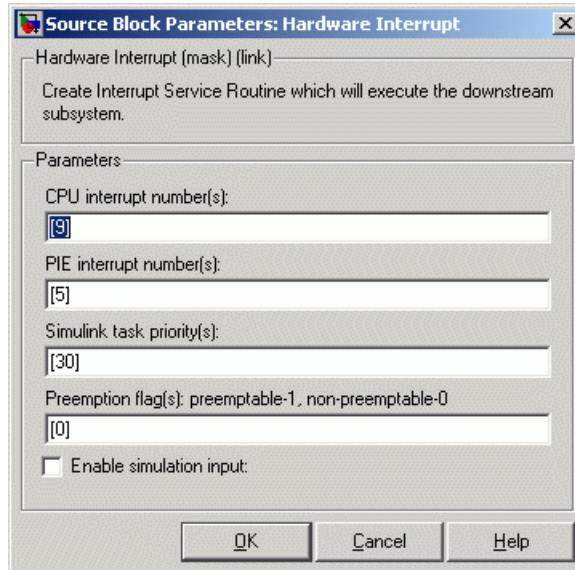 Source Block Parameters: Hardware Interrupt
Hardware Interrupt (mask) (link)
Create Interrupt Service Routine which will execute the downstream
subsystem.
Parameters
CPU interrupt number(s):
[9]
PIE interrupt number(s):
[5]
Simulink task priority(s):
[30]
Preemption flag(s): preemptable-1, non-preemptable-0
[0]
Enable simulation input:
OK Cancel Help